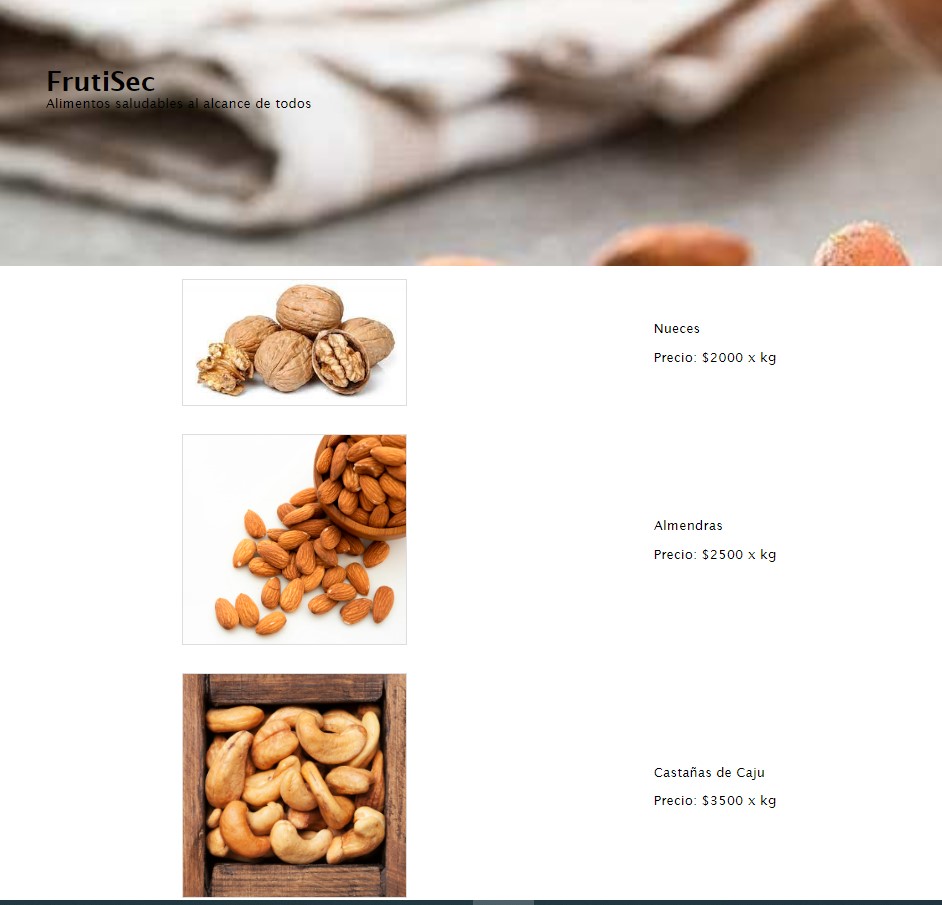 FrutiSec
Alimentos saludables al alcance de todos
Nueces
Precio: $2000 x kg
Almendras
Precio: $2500 x kg
Castañas de Caju
Precio: $3500 x kg